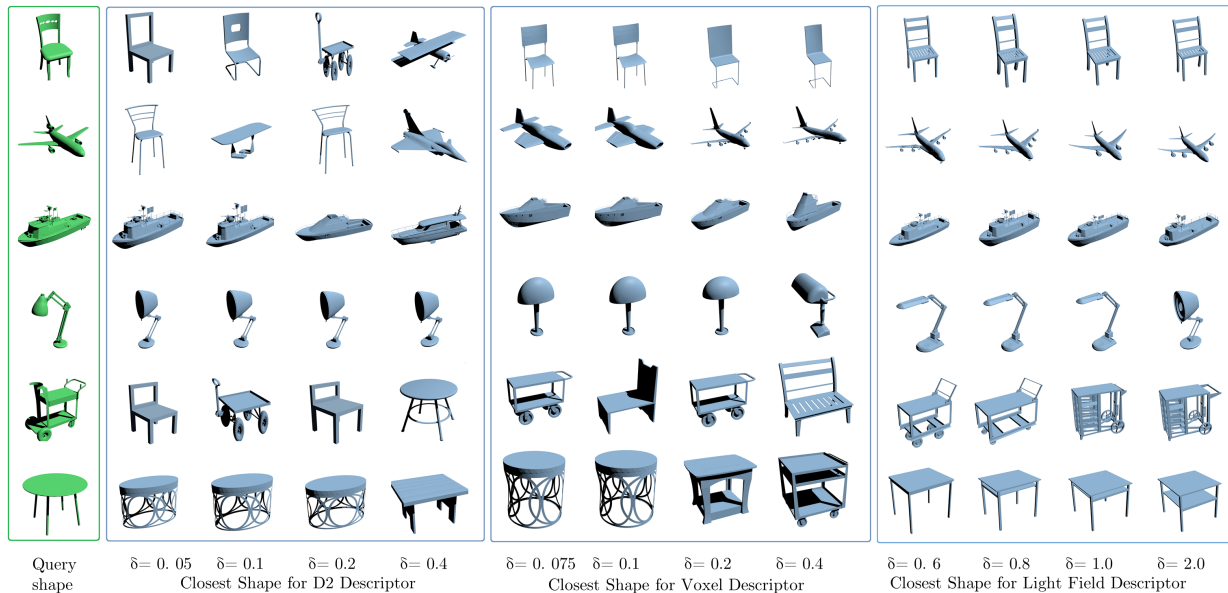 Query
shape
δ= 0. 05 δ= 0.1 δ= 0.2 δ= 0.4
Closest Shape for D2 Descriptor
δ= 0. 075 δ= 0.1 δ= 0.2 δ= 0.4
Closest Shape for Voxel Descriptor
δ= 0. 6 δ= 0.8 δ= 1.0 δ= 2.0
Closest Shape for Light Field Descriptor